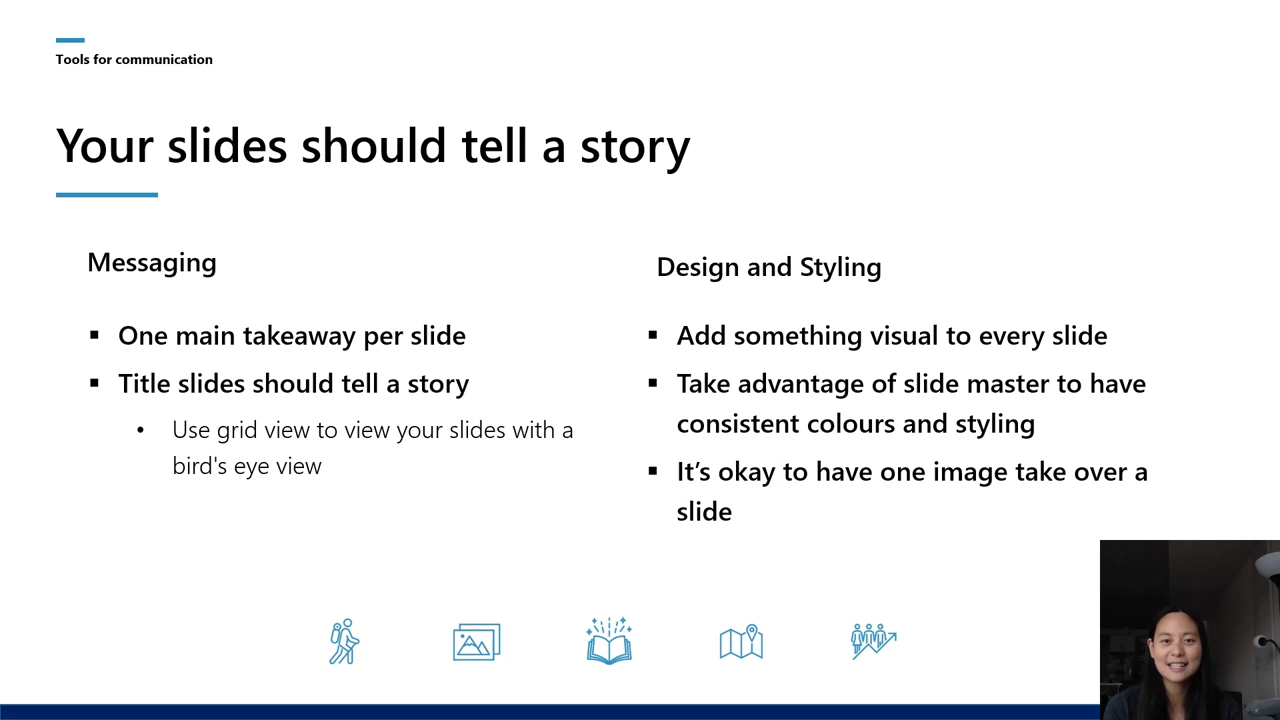 Tools for communication
Your slides should tell a story
Messaging
▪ One main takeaway per slide
▪ Title slides should tell a story
• Use grid view to view your slides with a
bird's eye view
Design and Styling
▪ Add something visual to every slide
▪ Take advantage of slide master to have
consistent colours and styling
▪ It’s okay to have one image take over a
slide